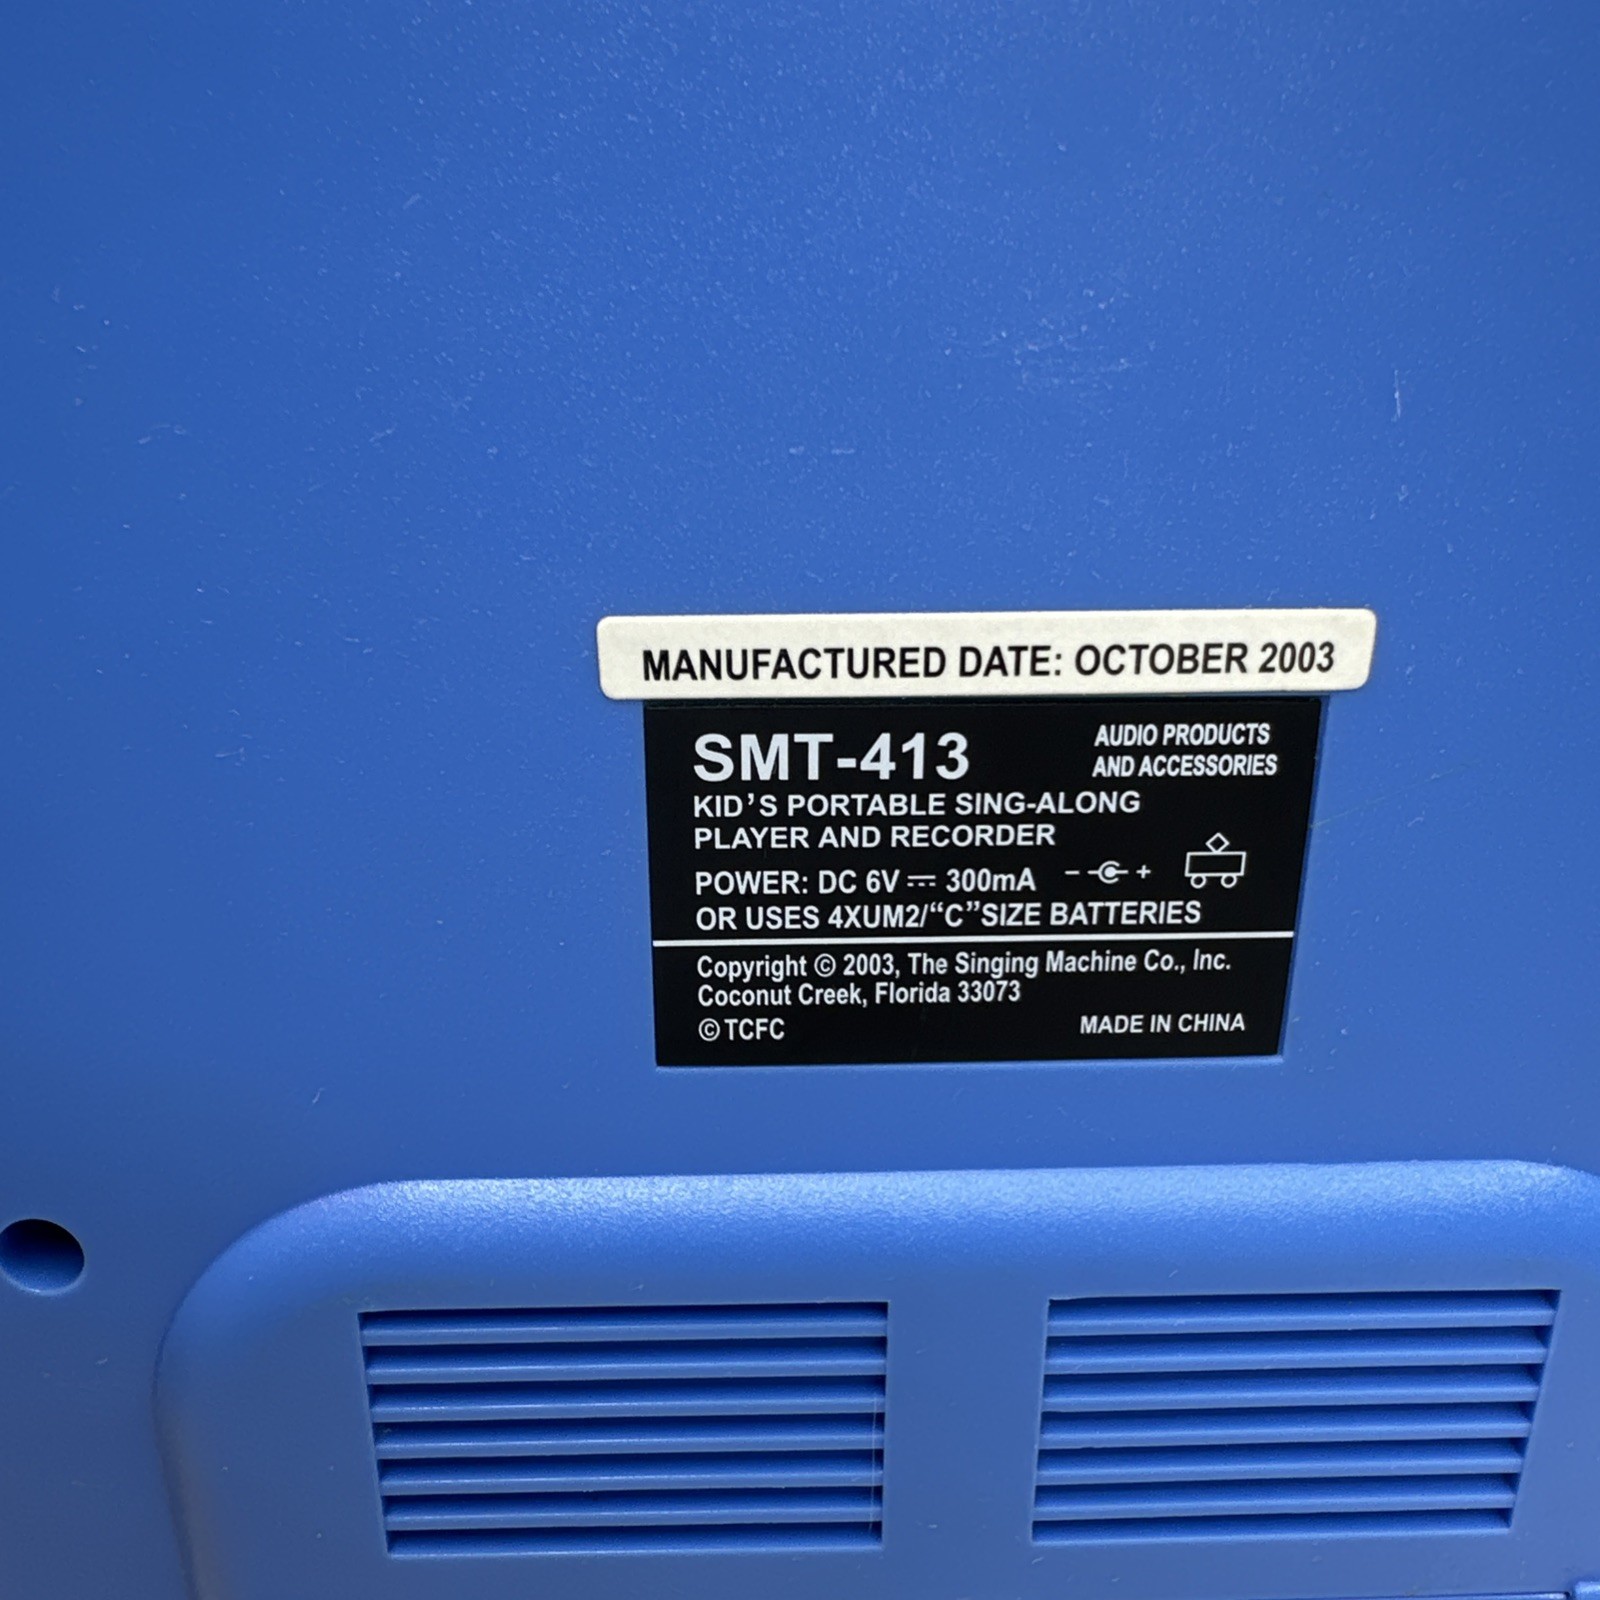 MANUFACTURED DATE: OCTOBER 2003
SMT-413
AUDIO PRODUCTS
AND ACCESSORIES
KID'S PORTABLE SING-ALONG
PLAYER AND RECORDER
POWER: DC 6V ⎓ 300mA - +
OR USES 4XUM2/“C”SIZE BATTERIES
Copyright © 2003, The Singing Machine Co., Inc.
Coconut Creek, Florida 33073
© TCFC
MADE IN CHINA